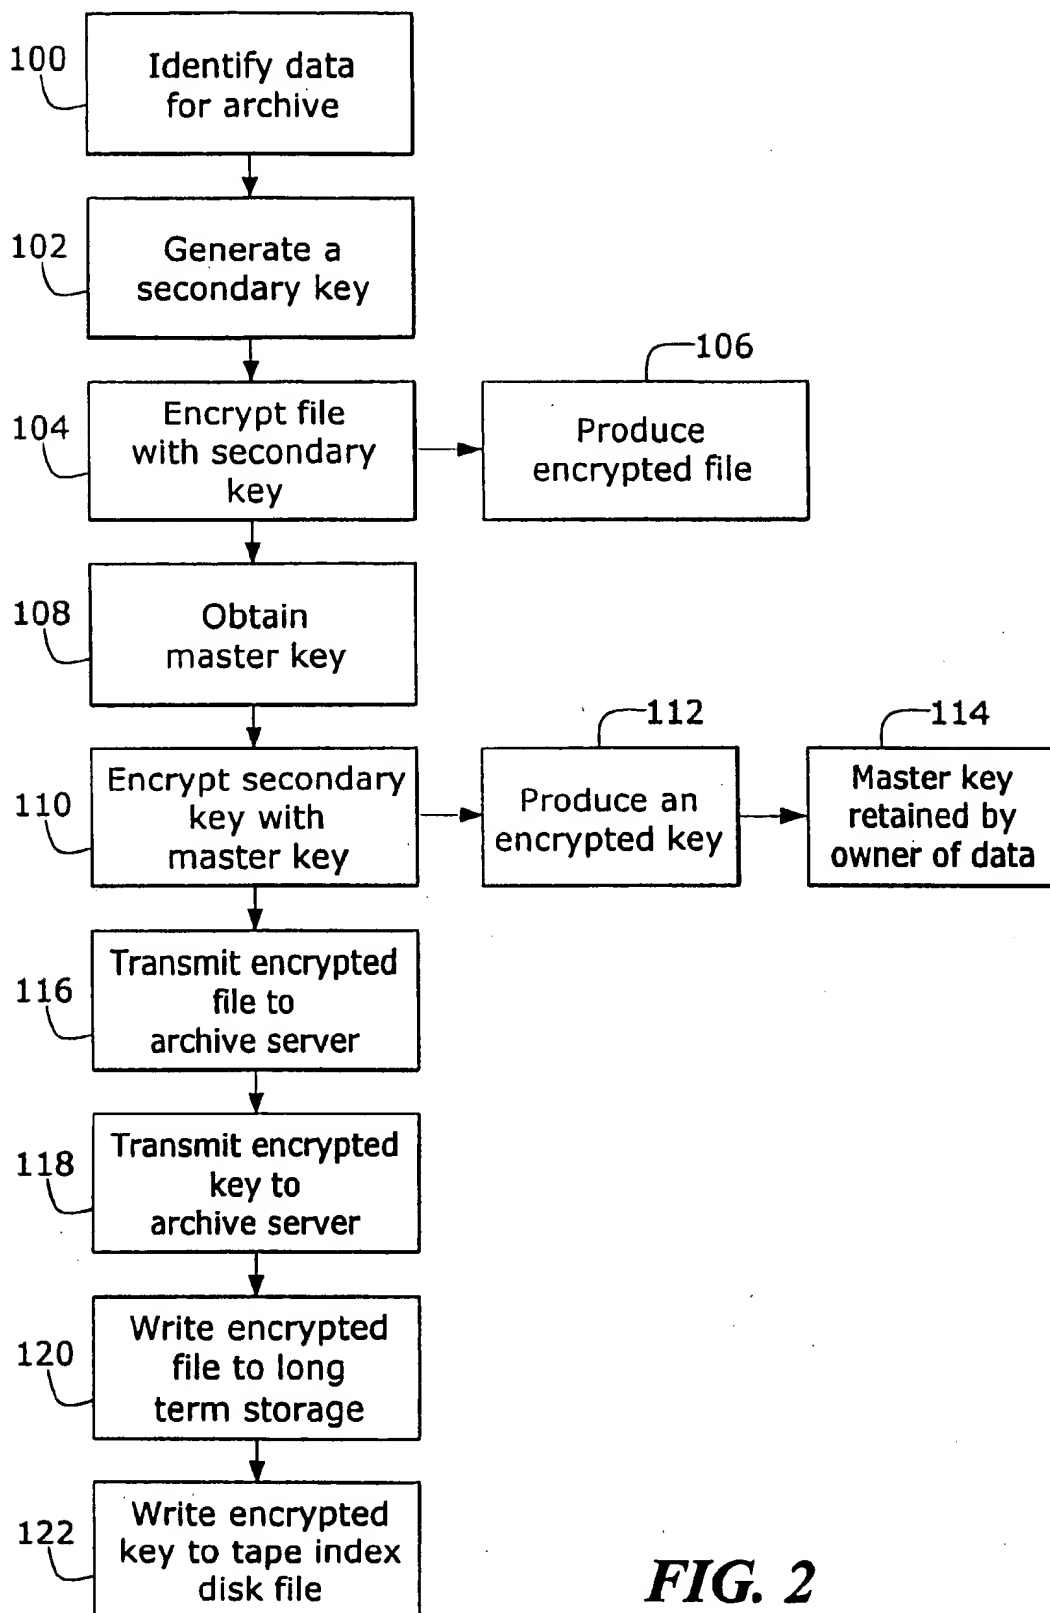 100
Identify data
for archive
102
Generate a
secondary key
104
Encrypt file
with secondary
key
106
Produce
encrypted file
108
Obtain
master key
110
Encrypt secondary
key with
master key
112
Produce an
encrypted key
114
Master key
retained by
owner of data
116
Transmit encrypted
file to
archive server
118
Transmit encrypted
key to
archive server
120
Write encrypted
file to long
term storage
122
Write encrypted
key to tape index
disk file
FIG. 2